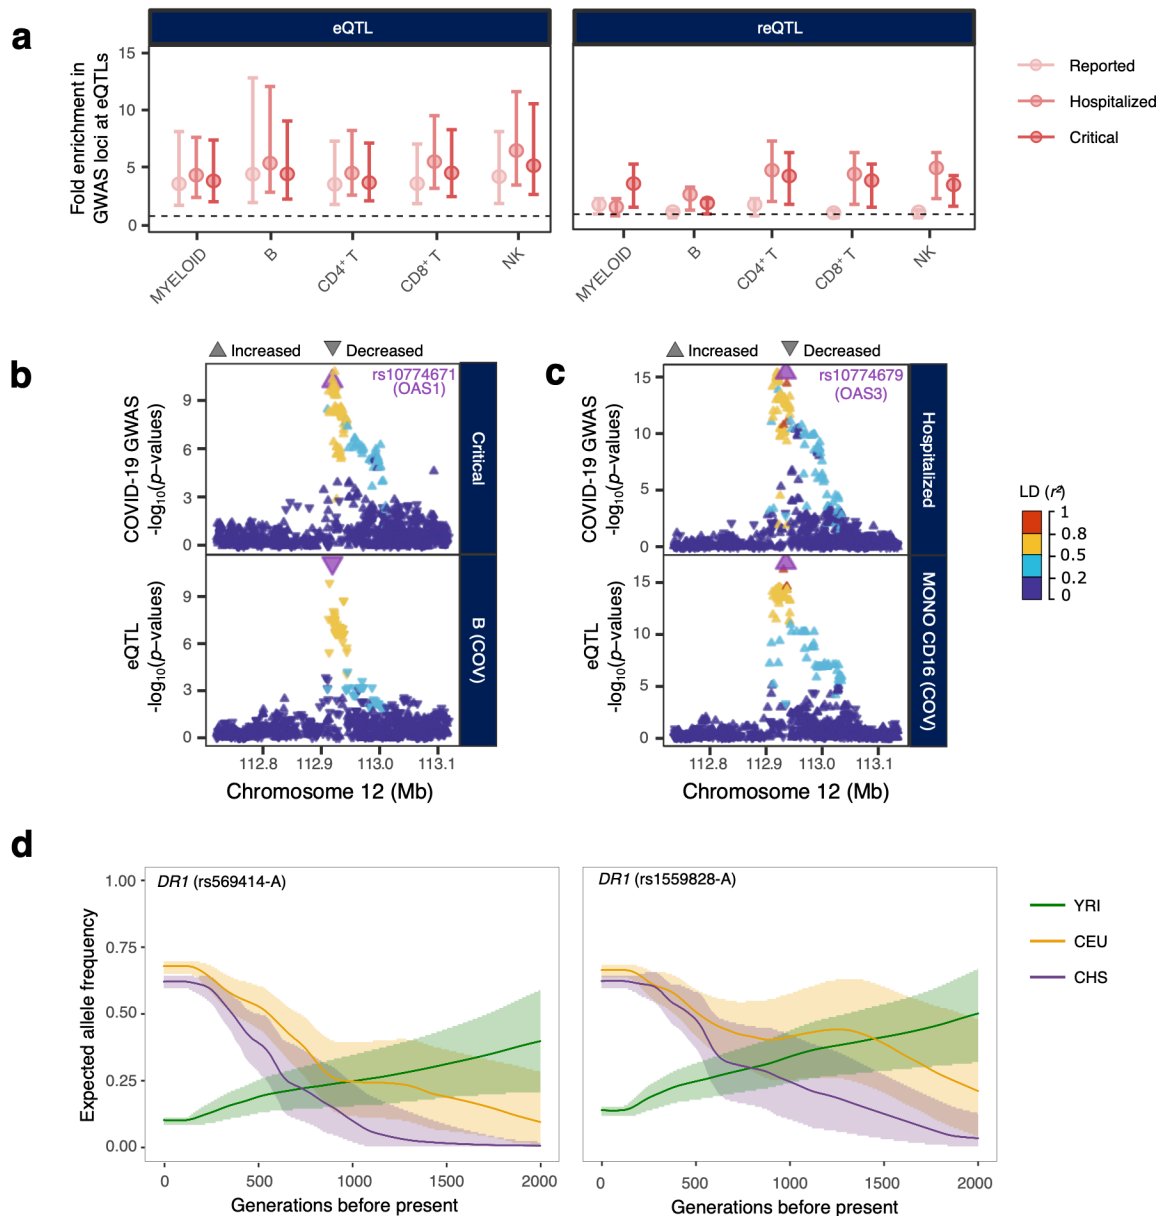 a
eQTL
reQTL
Fold enrichment in
GWAS loci at eQTLs
15
10
5
0
MYELOID
B
CD4⁺ T
CD8⁺ T
NK
MYELOID
B
CD4⁺ T
CD8⁺ T
NK
Reported
Hospitalized
Critical
b
Increased
Decreased
rs10774671
(OAS1)
COVID-19 GWAS
-log₁₀(p–values)
9
6
3
0
Critical
eQTL
-log₁₀(p–values)
9
6
3
0
B (COV)
112.8
112.9
113.0
113.1
Chromosome 12 (Mb)
c
Increased
Decreased
rs10774679
(OAS3)
COVID-19 GWAS
-log₁₀(p–values)
15
10
5
0
Hospitalized
eQTL
-log₁₀(p–values)
15
10
5
0
MONO CD16 (COV)
112.8
112.9
113.0
113.1
Chromosome 12 (Mb)
LD (r²)
1
0.8
0.5
0.2
0
d
DR1 (rs569414-A)
DR1 (rs1559828-A)
Expected allele frequency
1.00
0.75
0.50
0.25
0.00
0
500
1000
1500
2000
Generations before present
0
500
1000
1500
2000
Generations before present
YRI
CEU
CHS